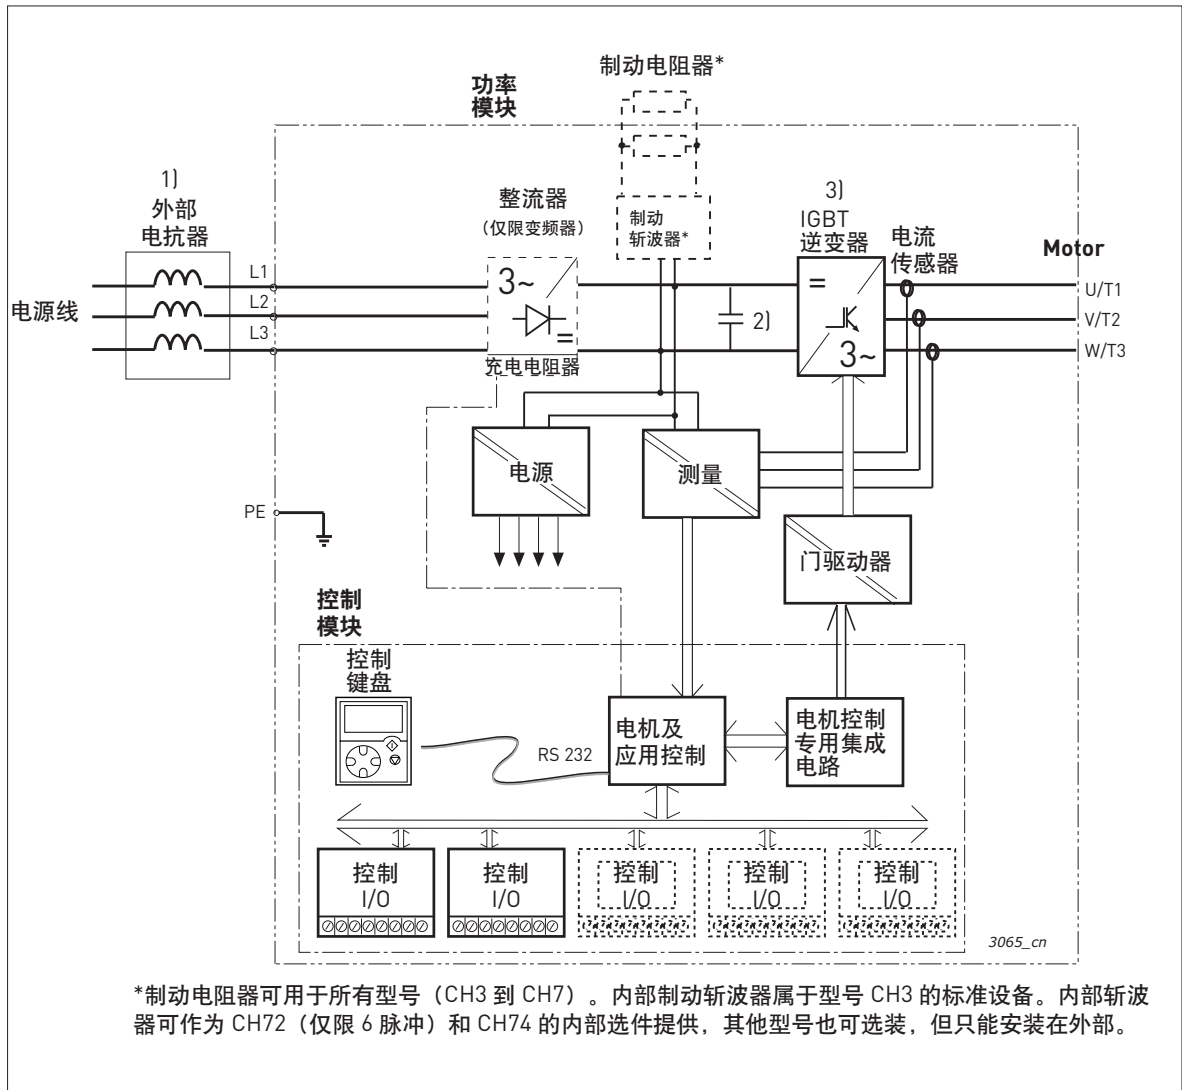 制动电阻器*
功率
模块
1)
外部
电抗器
整流器
（仅限变频器）
制动
斩波器*
3)
IGBT
逆变器
电流
传感器
Motor
电源线
L1
L2
L3
3~
=
充电电阻器
2)
=
3~
U/T1
V/T2
W/T3
电源
测量
PE
门驱动器
控制
模块
控制
键盘
RS 232
电机及
应用控制
电机控制
专用集成
电路
控制
I/O
控制
I/O
控制
I/O
控制
I/O
控制
I/O
3065_cn
*制动电阻器可用于所有型号（CH3 到 CH7）。内部制动斩波器属于型号 CH3 的标准设备。内部斩波
器可作为 CH72（仅限 6 脉冲）和 CH74 的内部选件提供，其他型号也可选装，但只能安装在外部。